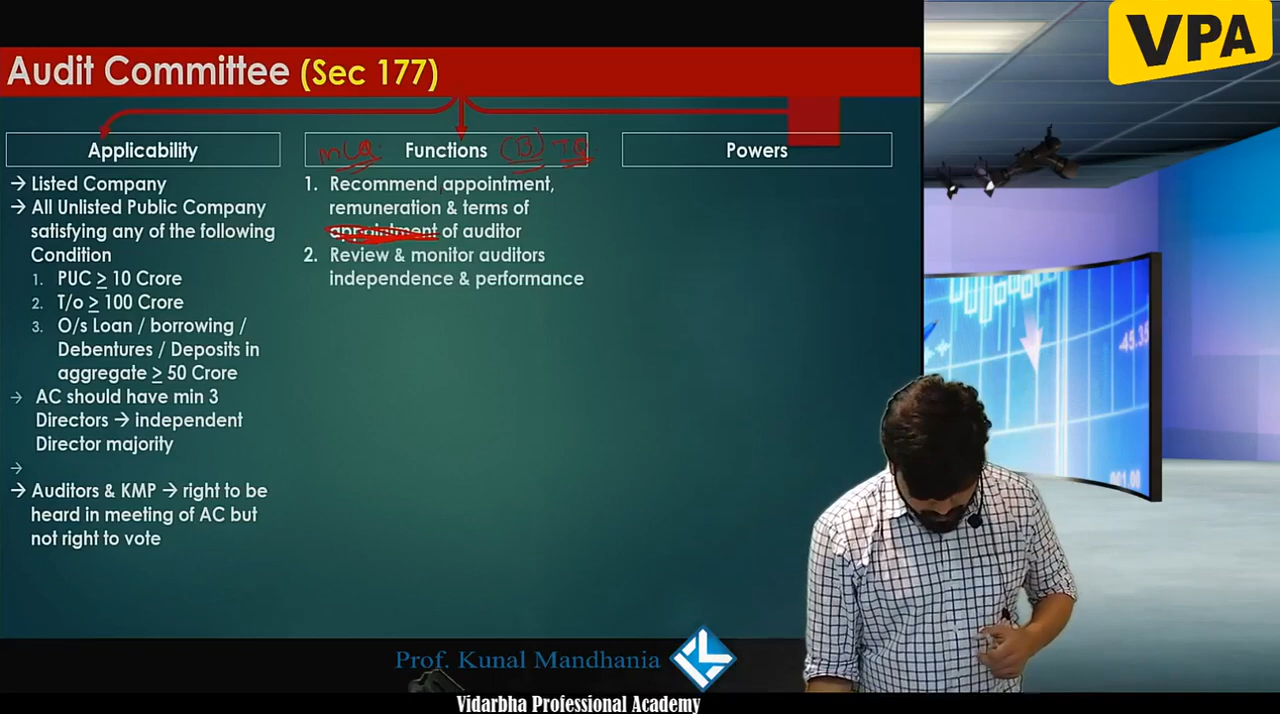 VPA
Audit Committee (Sec 177)
Applicability
→ Listed Company
→ All Unlisted Public Company
satisfying any of the following
Condition
1. PUC ≥ 10 Crore
2. T/o ≥ 100 Crore
3. O/s Loan / borrowing /
Debentures / Deposits in
aggregate ≥ 50 Crore
→ AC should have min 3
Directors → independent
Director majority
→
→ Auditors & KMP → right to be
heard in meeting of AC but
not right to vote
MCQ Functions (B)
1. Recommend appointment,
remuneration & terms of
appointment of auditor
2. Review & monitor auditors
independence & performance
Powers
-45.35
Prof. Kunal Mandhania
Vidarbha Professional Academy